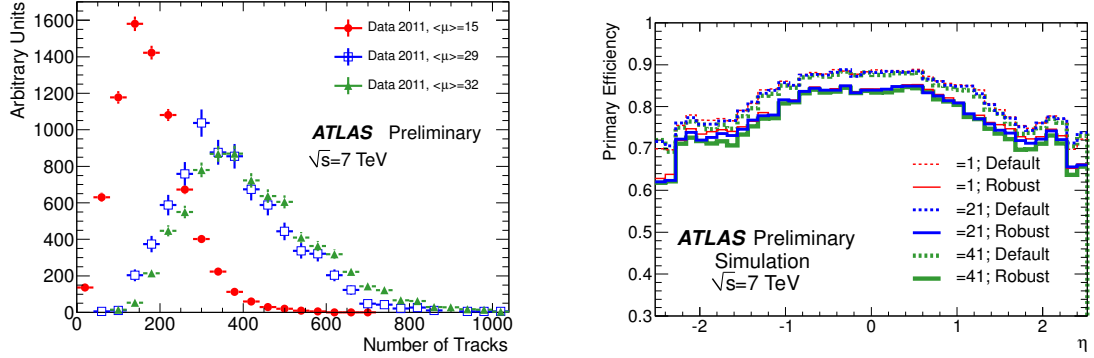 Arbitrary Units
1600
1400
1200
1000
800
600
400
200
0
0 200 400 600 800 1000
Number of Tracks
Data 2011, <μ>=15
Data 2011, <μ>=29
Data 2011, <μ>=32
ATLAS Preliminary
√s=7 TeV
Primary Efficiency
1
0.9
0.8
0.7
0.6
0.5
0.4
0.3
-2 -1 0 1 2
η
=1; Default
=1; Robust
=21; Default
=21; Robust
=41; Default
=41; Robust
ATLAS Preliminary
Simulation
√s=7 TeV